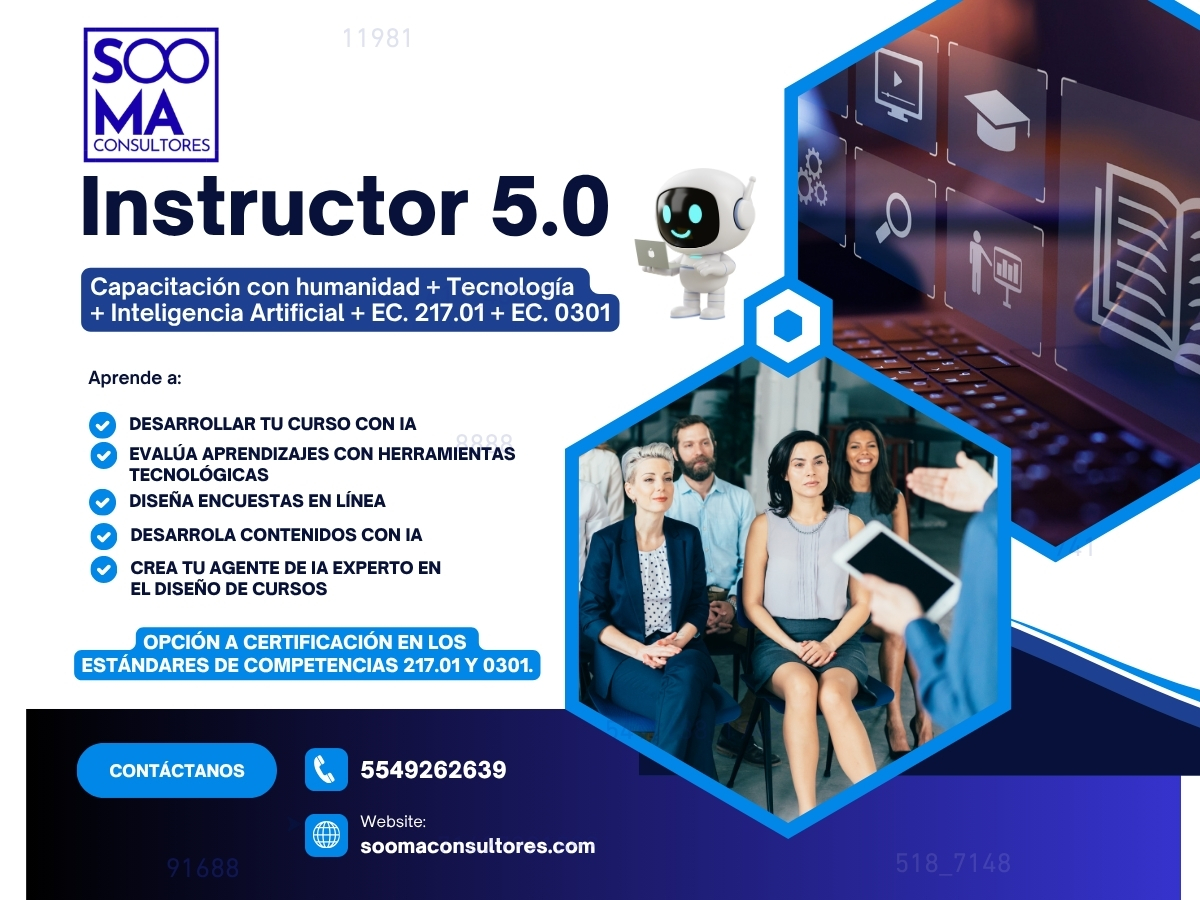 11981
SOO
MA
CONSULTORES
Instructor 5.0
Capacitación con humanidad + Tecnología
+ Inteligencia Artificial + EC. 217.01 + EC. 0301
Aprende a:
DESARROLLAR TU CURSO CON IA
8888
EVALÚA APRENDIZAJES CON HERRAMIENTAS
TECNOLÓGICAS
DISEÑA ENCUESTAS EN LÍNEA
DESARROLA CONTENIDOS CON IA
CREA TU AGENTE DE IA EXPERTO EN
EL DISEÑO DE CURSOS
OPCIÓN A CERTIFICACIÓN EN LOS
ESTÁNDARES DE COMPETENCIAS 217.01 Y 0301.
CONTÁCTANOS
5549262639
Website:
soomaconsultores.com
91688
518_7148